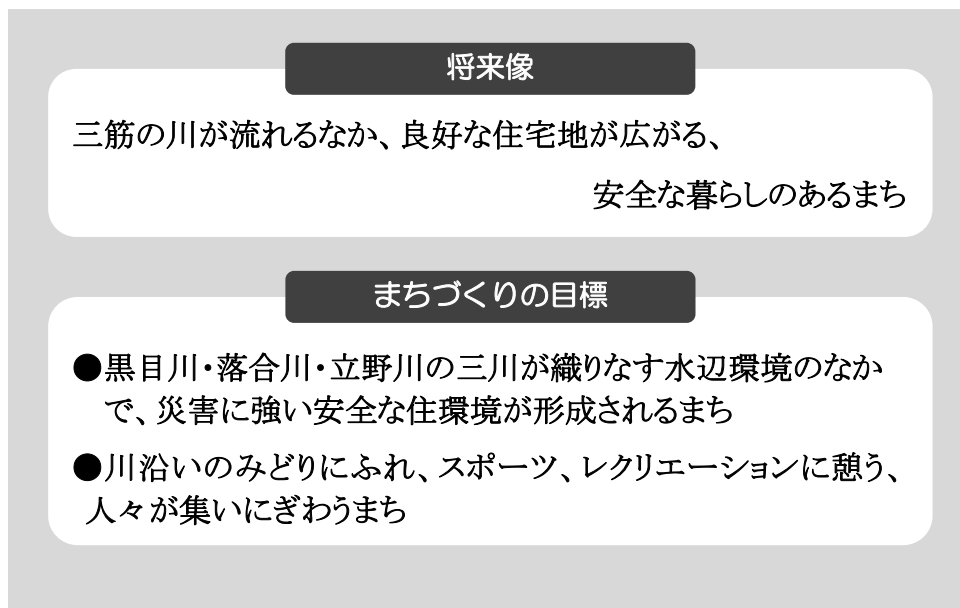 将来像
三筋の川が流れるなか、良好な住宅地が広がる、
安全な暮らしのあるまち
まちづくりの目標
●黒目川・落合川・立野川の三川が織りなす水辺環境のなか
で、災害に強い安全な住環境が形成されるまち
●川沿いのみどりにふれ、スポーツ、レクリエーションに憩う、
人々が集いにぎわうまち